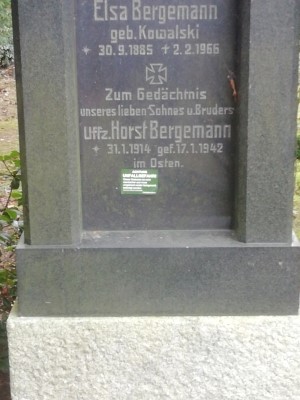 Elsa Bergemann
geb. Kowalski
+ 30.9.1885 + 2.2.1966
Zum Gedächtnis
unseres lieben Sohnes u. Bruders
Uffz. Horst Bergemann
+ 31.1.1914 gef. 17.1.1942
im Osten.
UNFALLGEFAHR